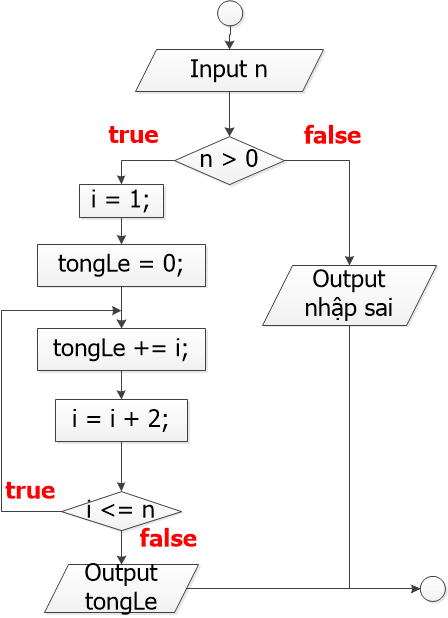 Input n
true
false
n > 0
i = 1;
tongLe = 0;
Output
nhập sai
tongLe += i;
i = i + 2;
true
i <= n
false
Output
tongLe